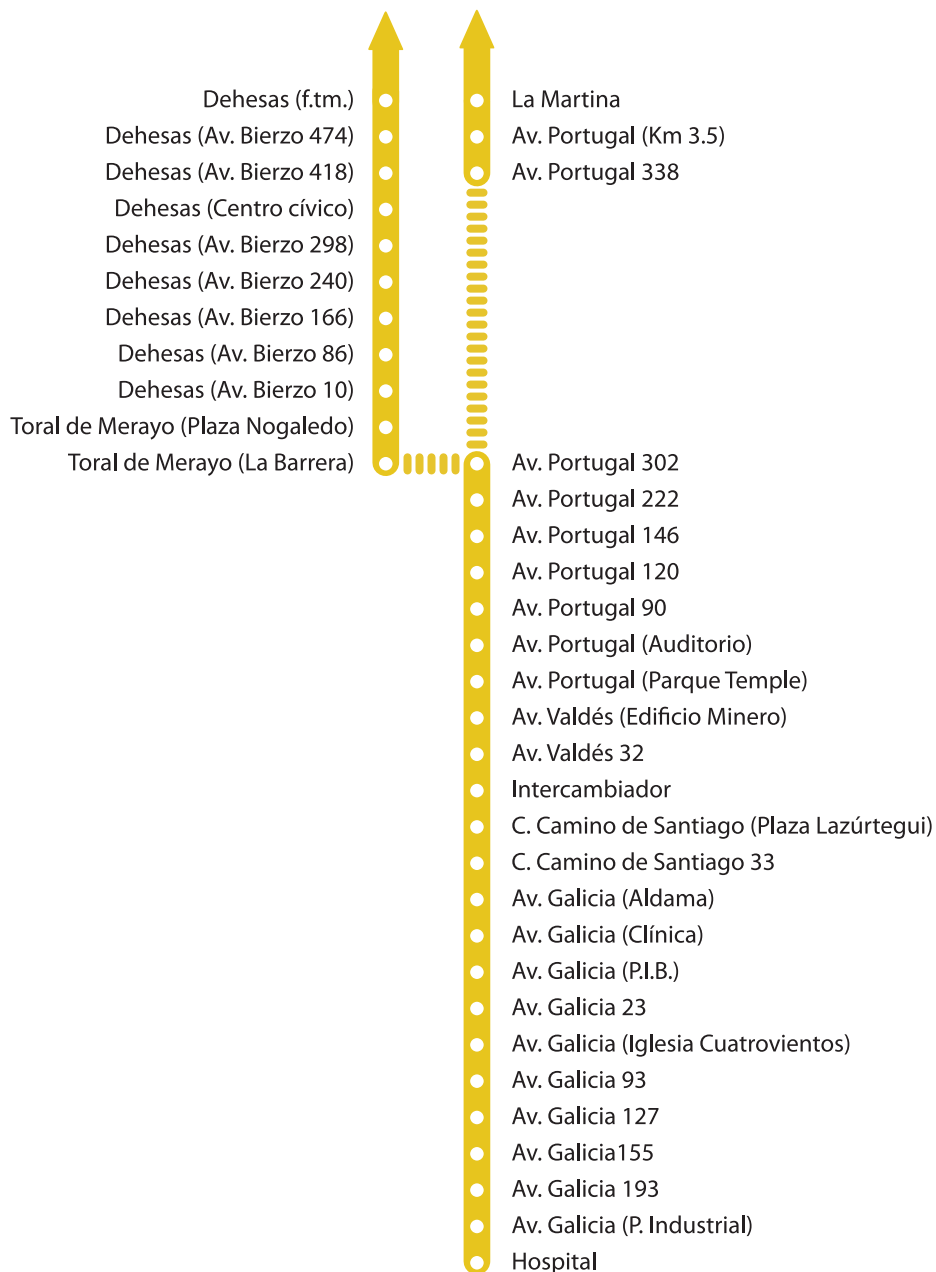 Dehesas (f.tm.)
Dehesas (Av. Bierzo 474)
Dehesas (Av. Bierzo 418)
Dehesas (Centro cívico)
Dehesas (Av. Bierzo 298)
Dehesas (Av. Bierzo 240)
Dehesas (Av. Bierzo 166)
Dehesas (Av. Bierzo 86)
Dehesas (Av. Bierzo 10)
Toral de Merayo (Plaza Nogaledo)
Toral de Merayo (La Barrera)
La Martina
Av. Portugal (Km 3.5)
Av. Portugal 338
Av. Portugal 302
Av. Portugal 222
Av. Portugal 146
Av. Portugal 120
Av. Portugal 90
Av. Portugal (Auditorio)
Av. Portugal (Parque Temple)
Av. Valdés (Edificio Minero)
Av. Valdés 32
Intercambiador
C. Camino de Santiago (Plaza Lazúrtegui)
C. Camino de Santiago 33
Av. Galicia (Aldama)
Av. Galicia (Clínica)
Av. Galicia (P.I.B.)
Av. Galicia 23
Av. Galicia (Iglesia Cuatrovientos)
Av. Galicia 93
Av. Galicia 127
Av. Galicia155
Av. Galicia 193
Av. Galicia (P. Industrial)
Hospital